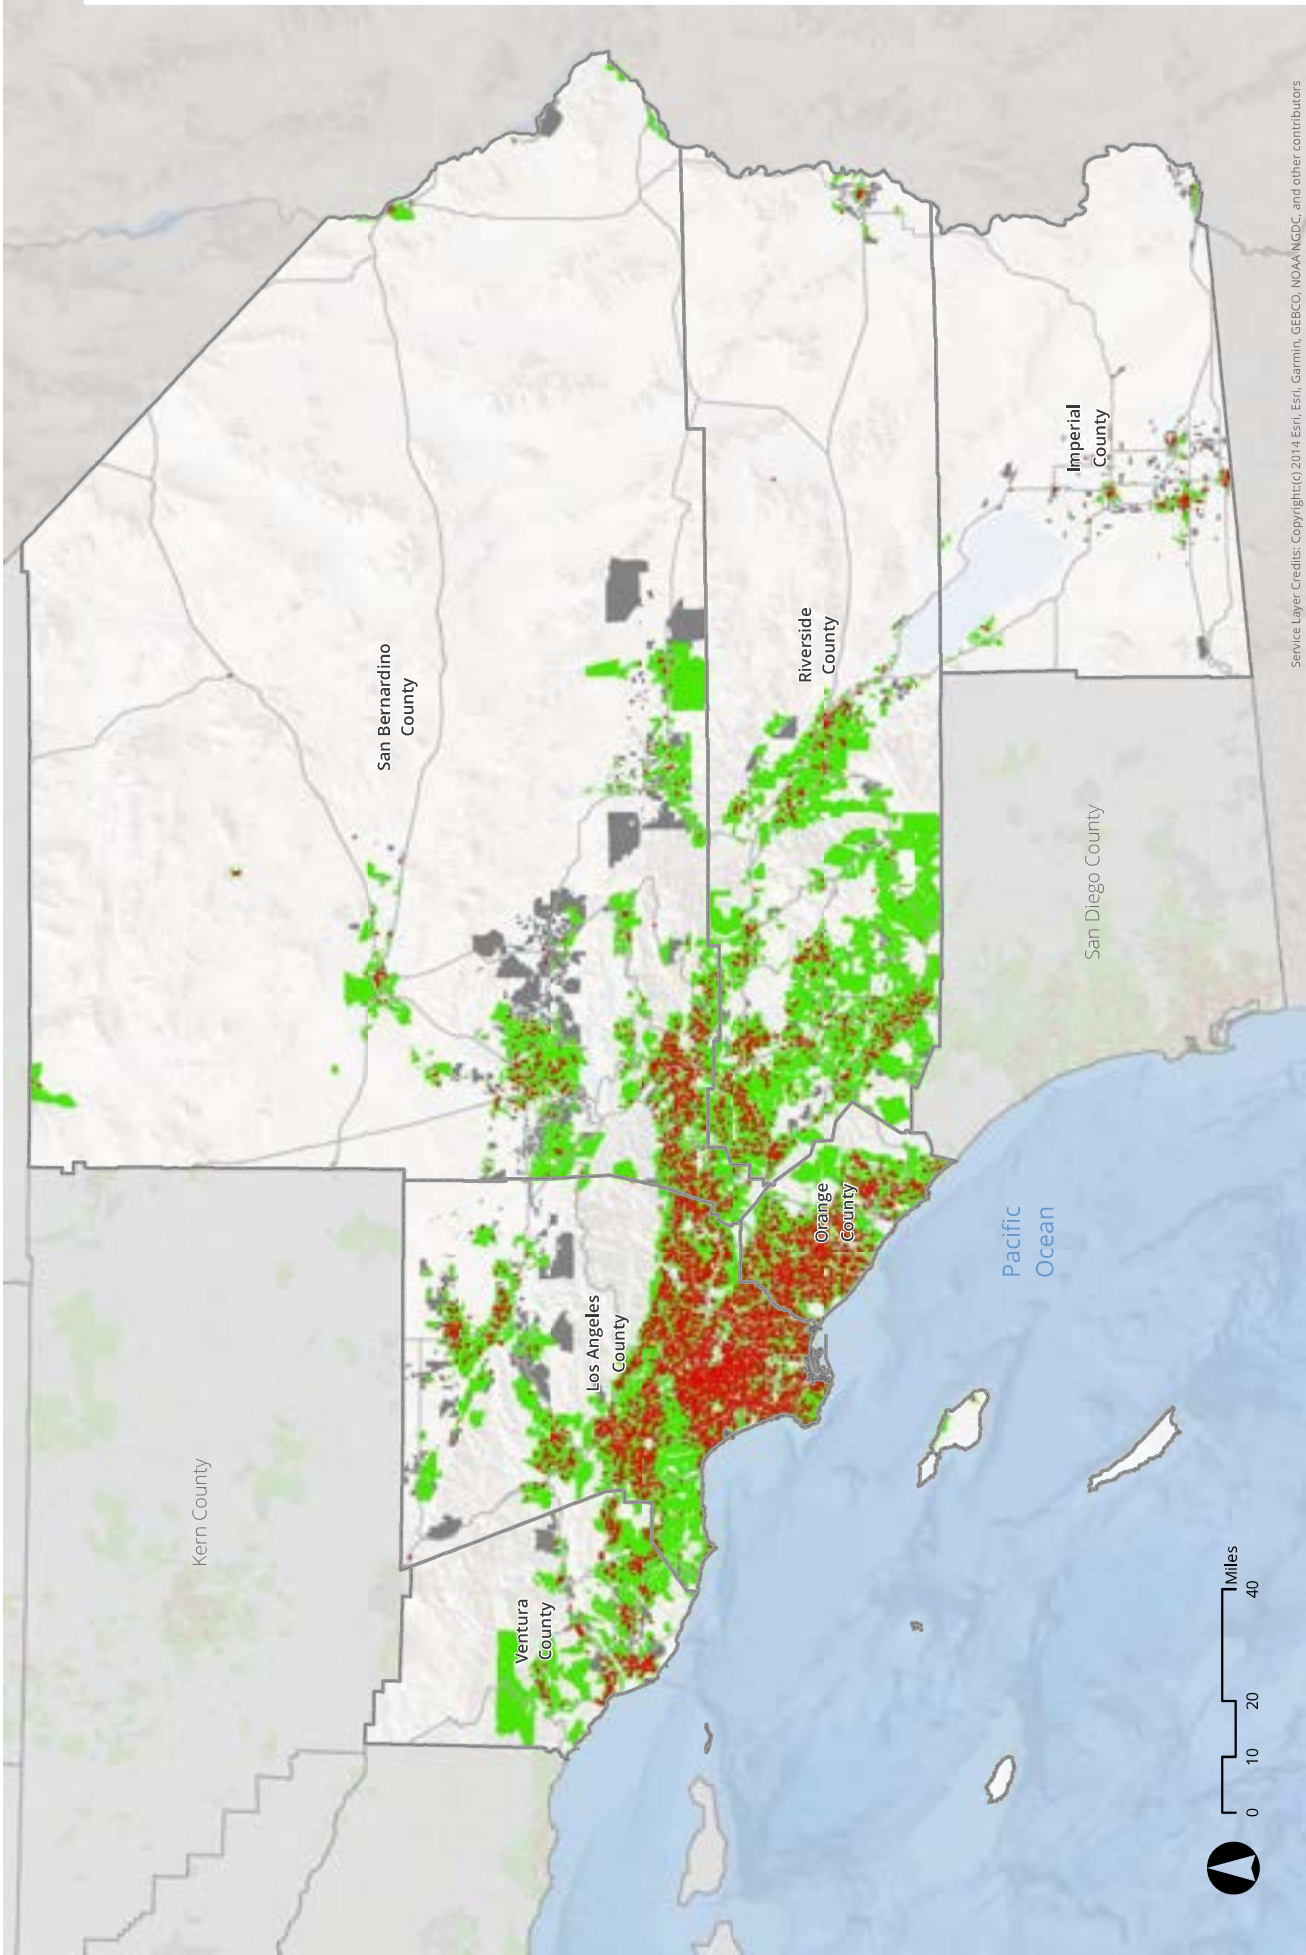 Kern County
San Bernardino
County
Ventura
County
Los Angeles
County
Orange
County
Riverside
County
San Diego County
Imperial
County
Pacific
Ocean
0 10 20 40
Miles
Service Layer Credits: Copyright:(c) 2014 Esri, Esri, Garmin, GEBCO, NOAA NGDC, and other contributors